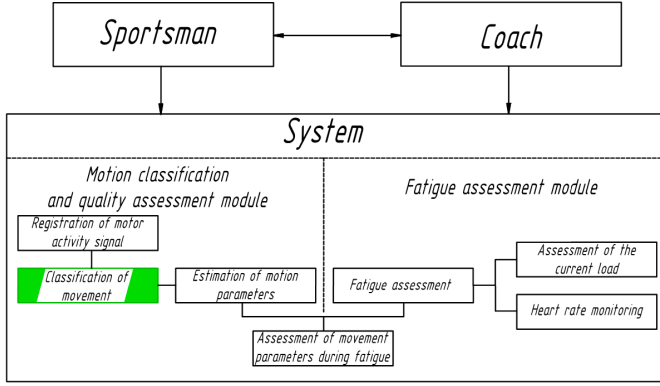 Sportsman
Coach
System
Motion classification
and quality assessment module
Fatigue assessment module
Registration of motor
activity signal
Classification of
movement
Estimation of motion
parameters
Fatigue assessment
Assessment of the
current load
Heart rate monitoring
Assessment of movement
parameters during fatigue